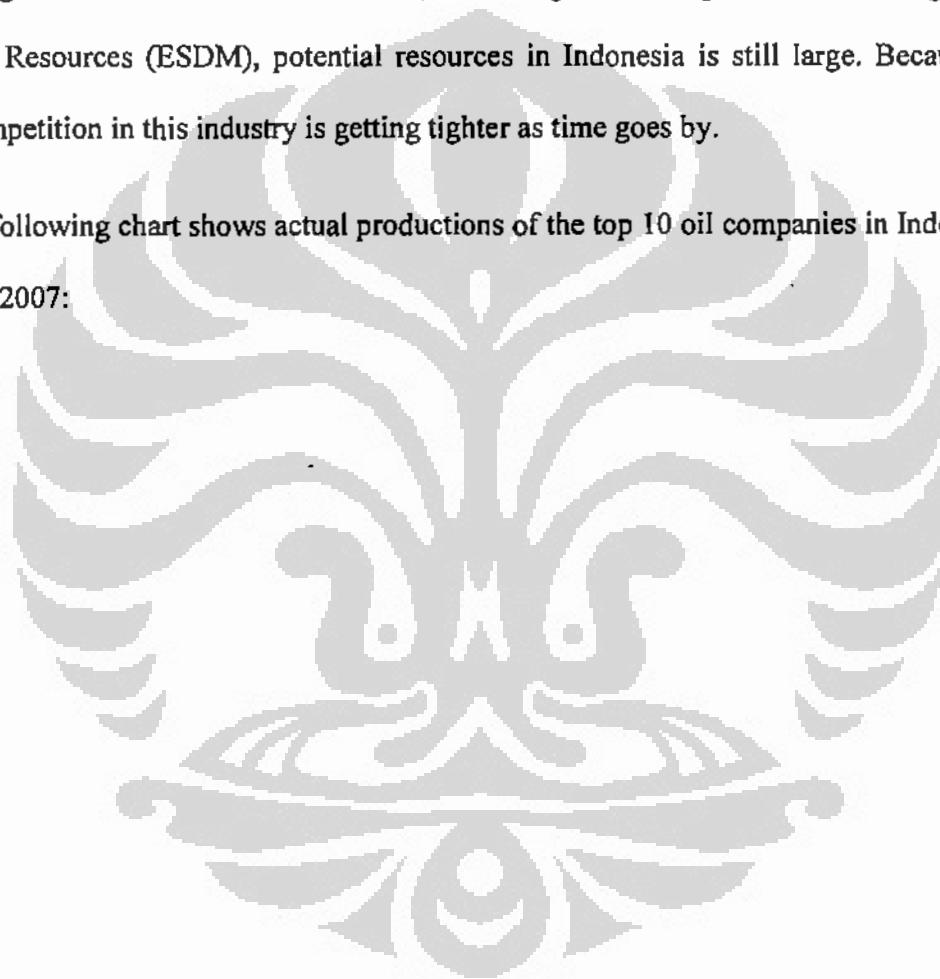 Resources (ESDM), potential resources in Indonesia is still large. Beca
petition in this industry is getting tighter as time goes by.
ollowing chart shows actual productions of the top 10 oil companies in Ind
2007: